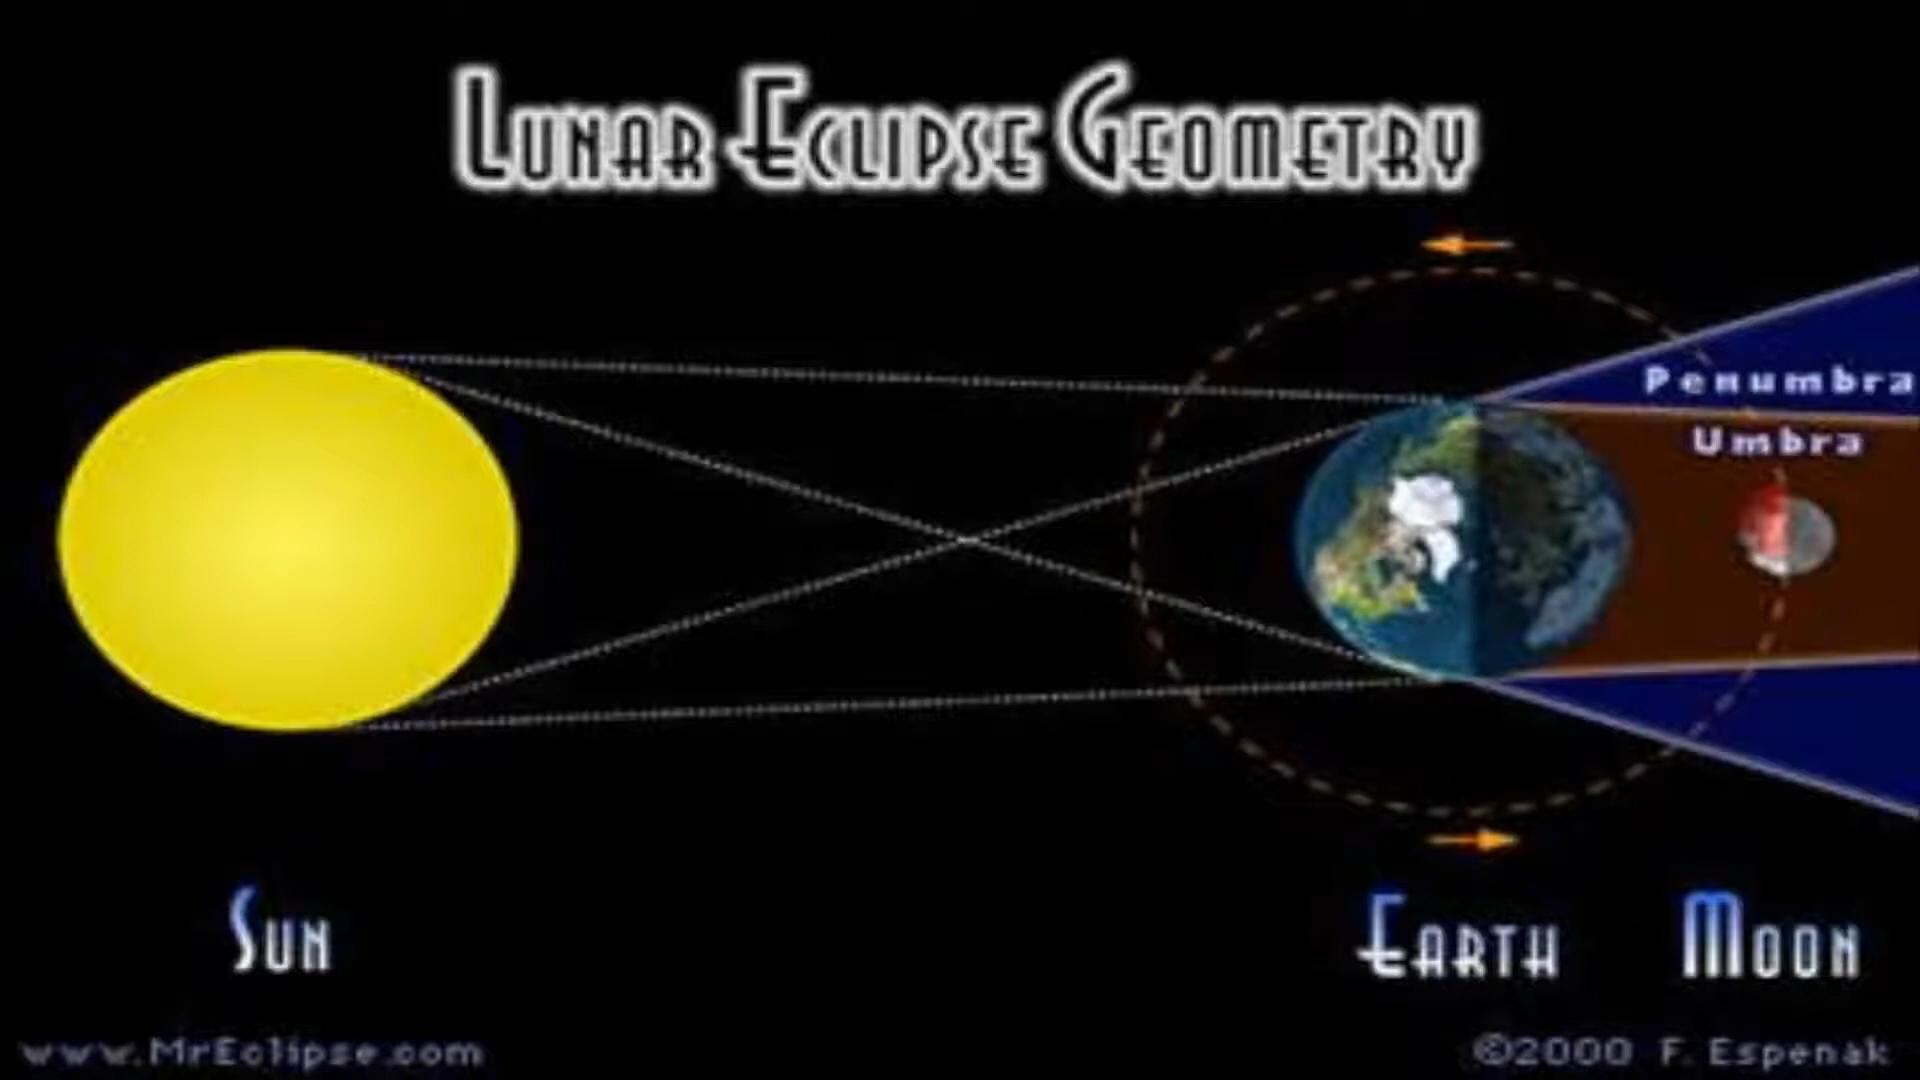 LUNAR ECLIPSE GEOMETRY
Penumbra
Umbra
SUN
EARTH
MOON
www.MrEclipse.com
©2000 F. Espenak